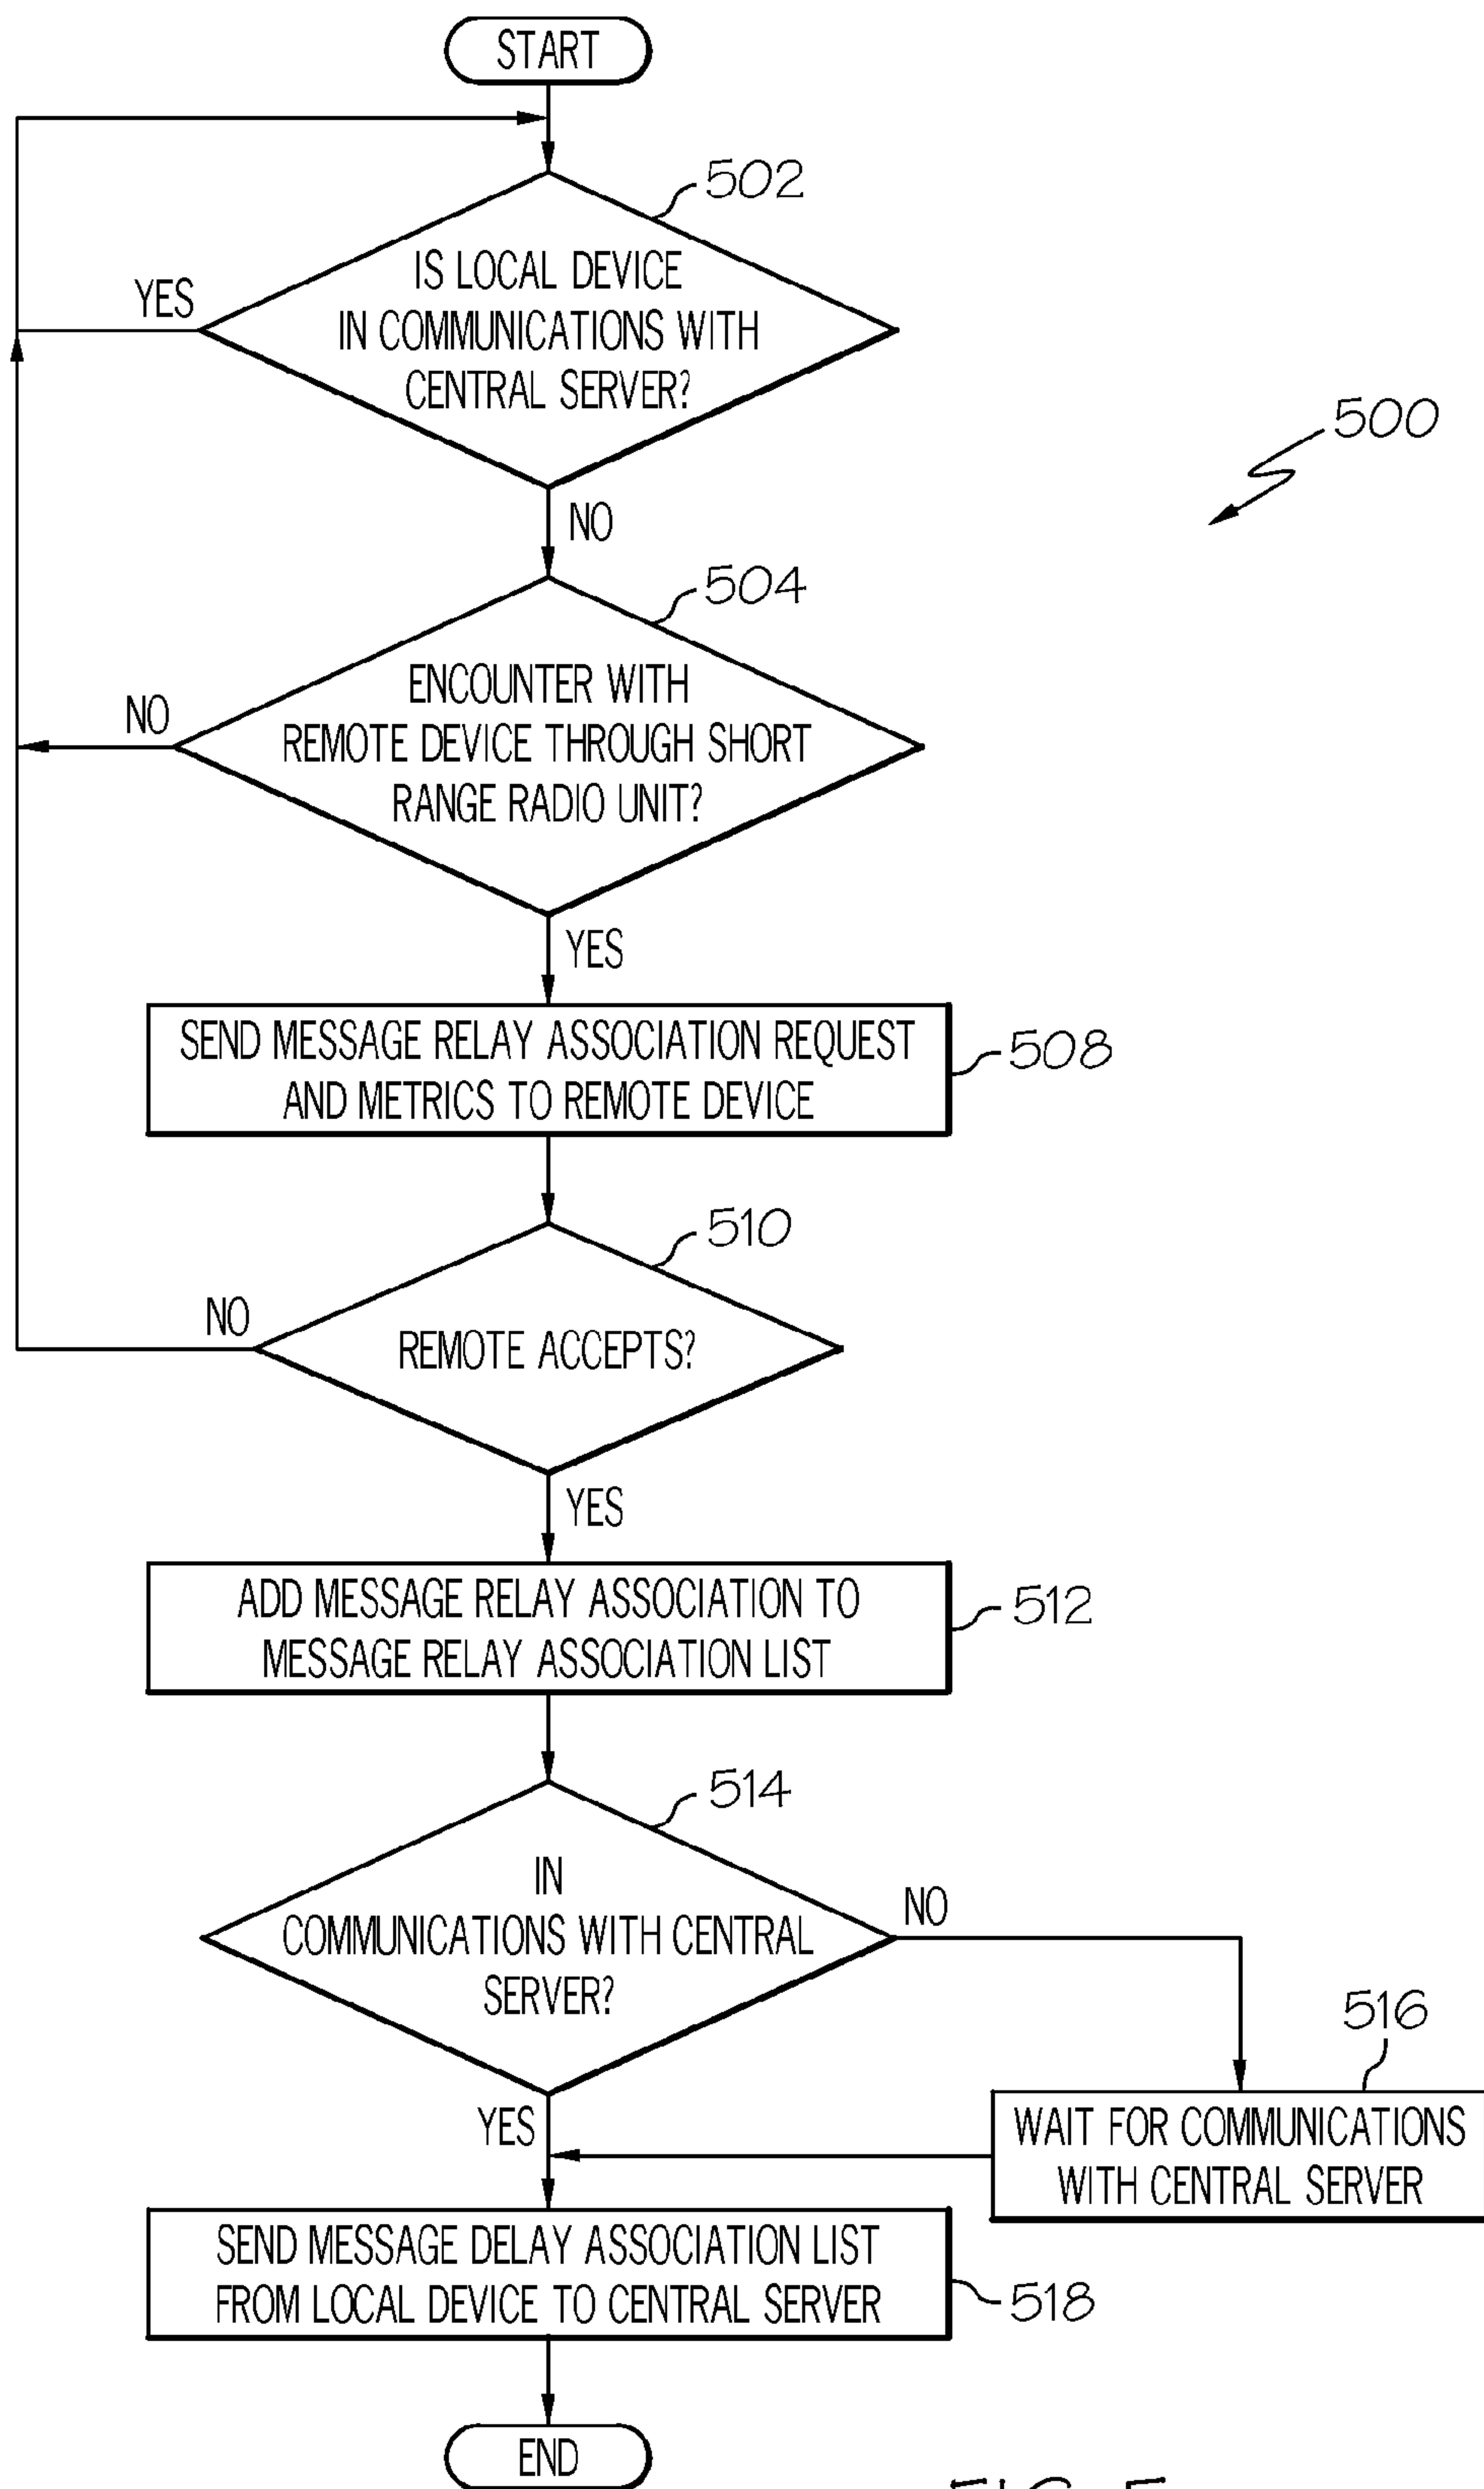 START
502
IS LOCAL DEVICE
IN COMMUNICATIONS WITH
CENTRAL SERVER?
YES
500
NO
504
ENCOUNTER WITH
REMOTE DEVICE THROUGH SHORT
RANGE RADIO UNIT?
NO
YES
SEND MESSAGE RELAY ASSOCIATION REQUEST
AND METRICS TO REMOTE DEVICE
508
510
REMOTE ACCEPTS?
NO
YES
ADD MESSAGE RELAY ASSOCIATION TO
MESSAGE RELAY ASSOCIATION LIST
512
514
IN
COMMUNICATIONS WITH CENTRAL
SERVER?
NO
516
YES
WAIT FOR COMMUNICATIONS
WITH CENTRAL SERVER
SEND MESSAGE DELAY ASSOCIATION LIST
FROM LOCAL DEVICE TO CENTRAL SERVER
518
END